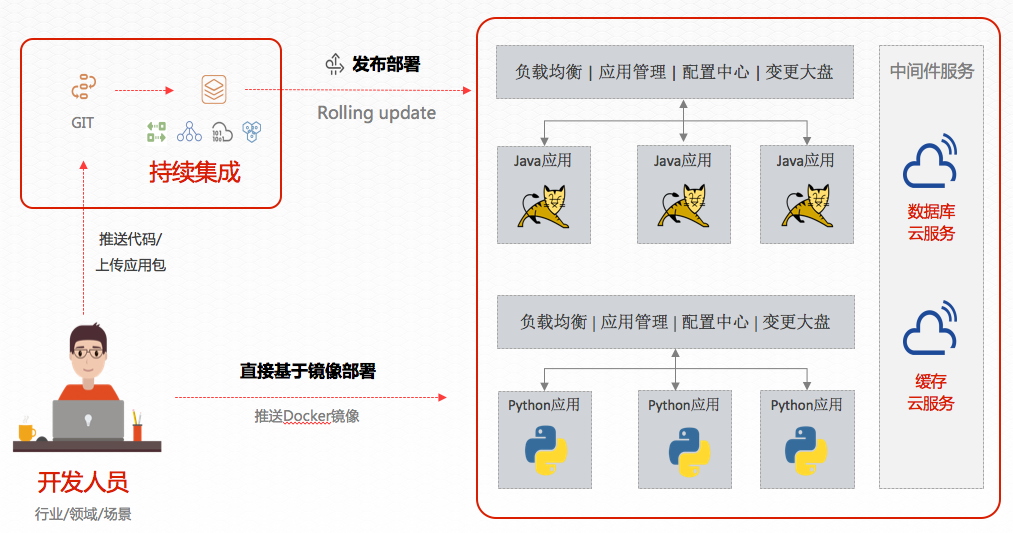 GIT
101
100
持续集成
推送代码/
上传应用包
开发人员
行业/领域/场景
发布部署
Rolling update
直接基于镜像部署
推送Docker镜像
负载均衡 | 应用管理 | 配置中心 | 变更大盘
Java应用
Java应用
Java应用
负载均衡 | 应用管理 | 配置中心 | 变更大盘
Python应用
Python应用
Python应用
中间件服务
数据库
云服务
缓存
云服务